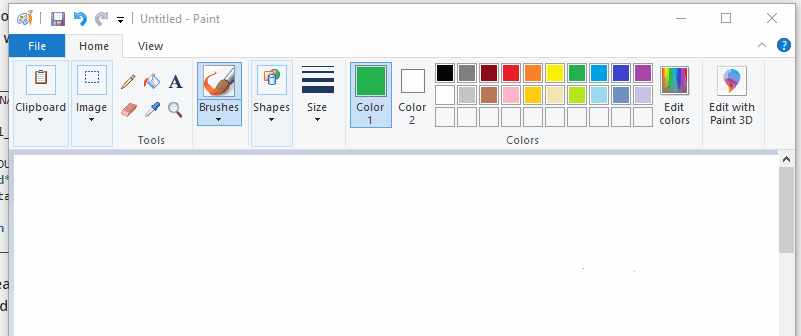 Untitled - Paint
File Home View
Clipboard Image Tools Brushes Shapes Size Color 1 Color 2 Colors Edit colors Edit with Paint 3D
A
?